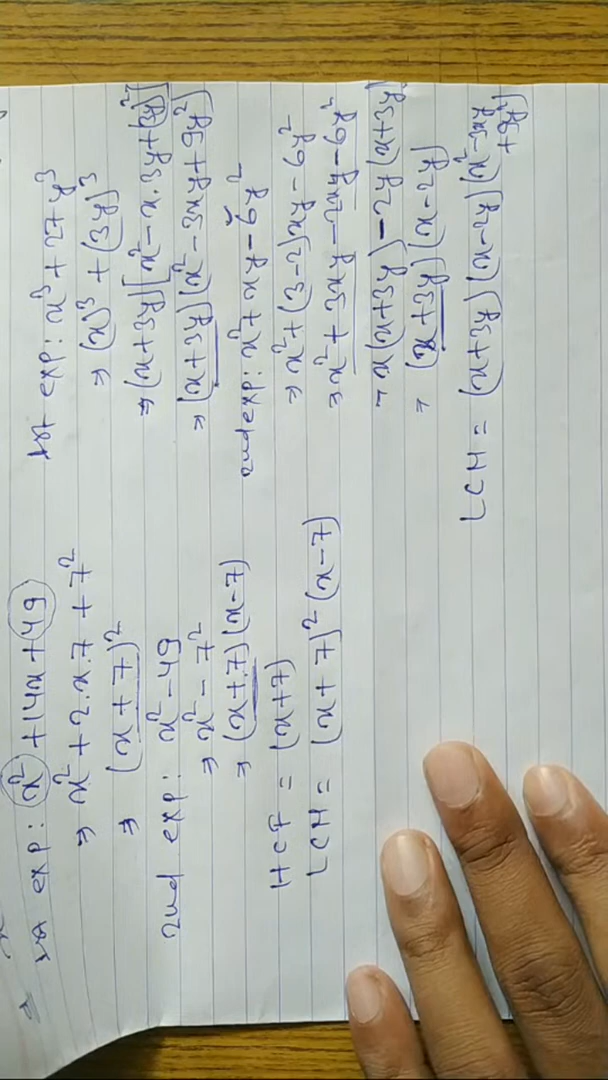 1st exp: x² + 14x + 49
⇒ x² + 2.x.7 + 7²
⇒ (x + 7)²
2nd exp: x² - 49
⇒ x² - 7²
⇒ (x+7)(x-7)
HCF = (x+7)
LCM = (x+7)² (x-7)
1st exp: x³ + 27y³
⇒ (x)³ + (3y)³
⇒ (x+3y)[x² - x.3y + (3y)²]
⇒ (x+3y)(x² - 3xy + 9y²)
2nd exp: x² + xy - 6y²
⇒ x² + (3-2)xy - 6y²
⇒ x² + 3xy - 2xy - 6y²
= x(x+3y) - 2y(x+3y)
= (x+3y)(x-2y)
LCM = (x+3y)(x-2y)(x² - 3xy
+ 9y²)